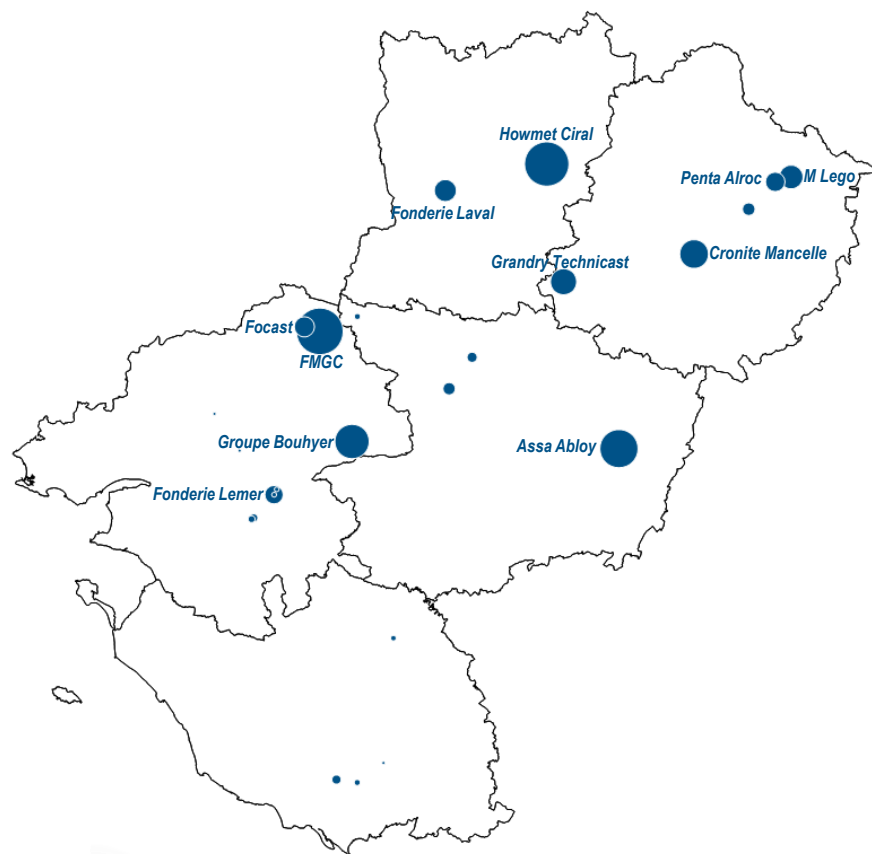 Howmet Ciral
Penta Alroc
M Lego
Fonderie Laval
Cronite Mancelle
Grandry Technicast
Focast
FMGC
Groupe Bouhyer
Assa Abloy
Fonderie Lemer